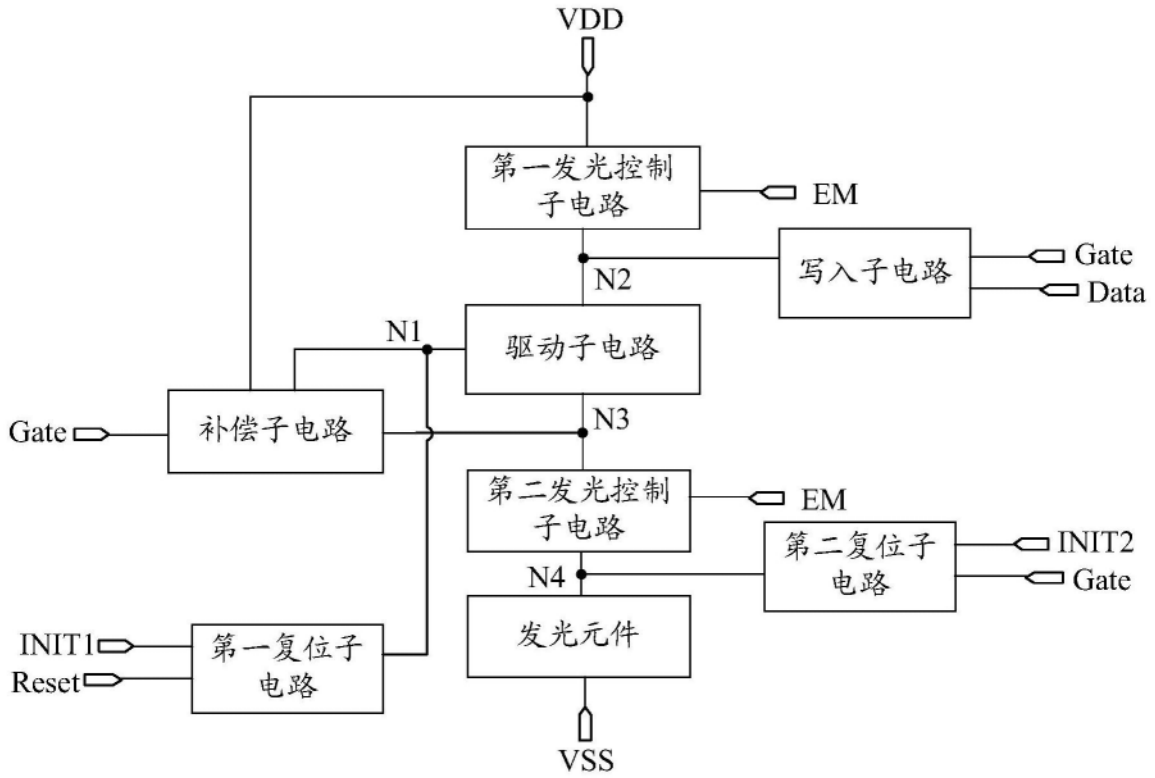 VDD
第一发光控制
子电路
EM
写入子电路
Gate
Data
N2
N1
驱动子电路
Gate
补偿子电路
N3
第二发光控制
子电路
EM
第二复位子
电路
INIT2
Gate
N4
发光元件
INIT1
Reset
第一复位子
电路
VSS